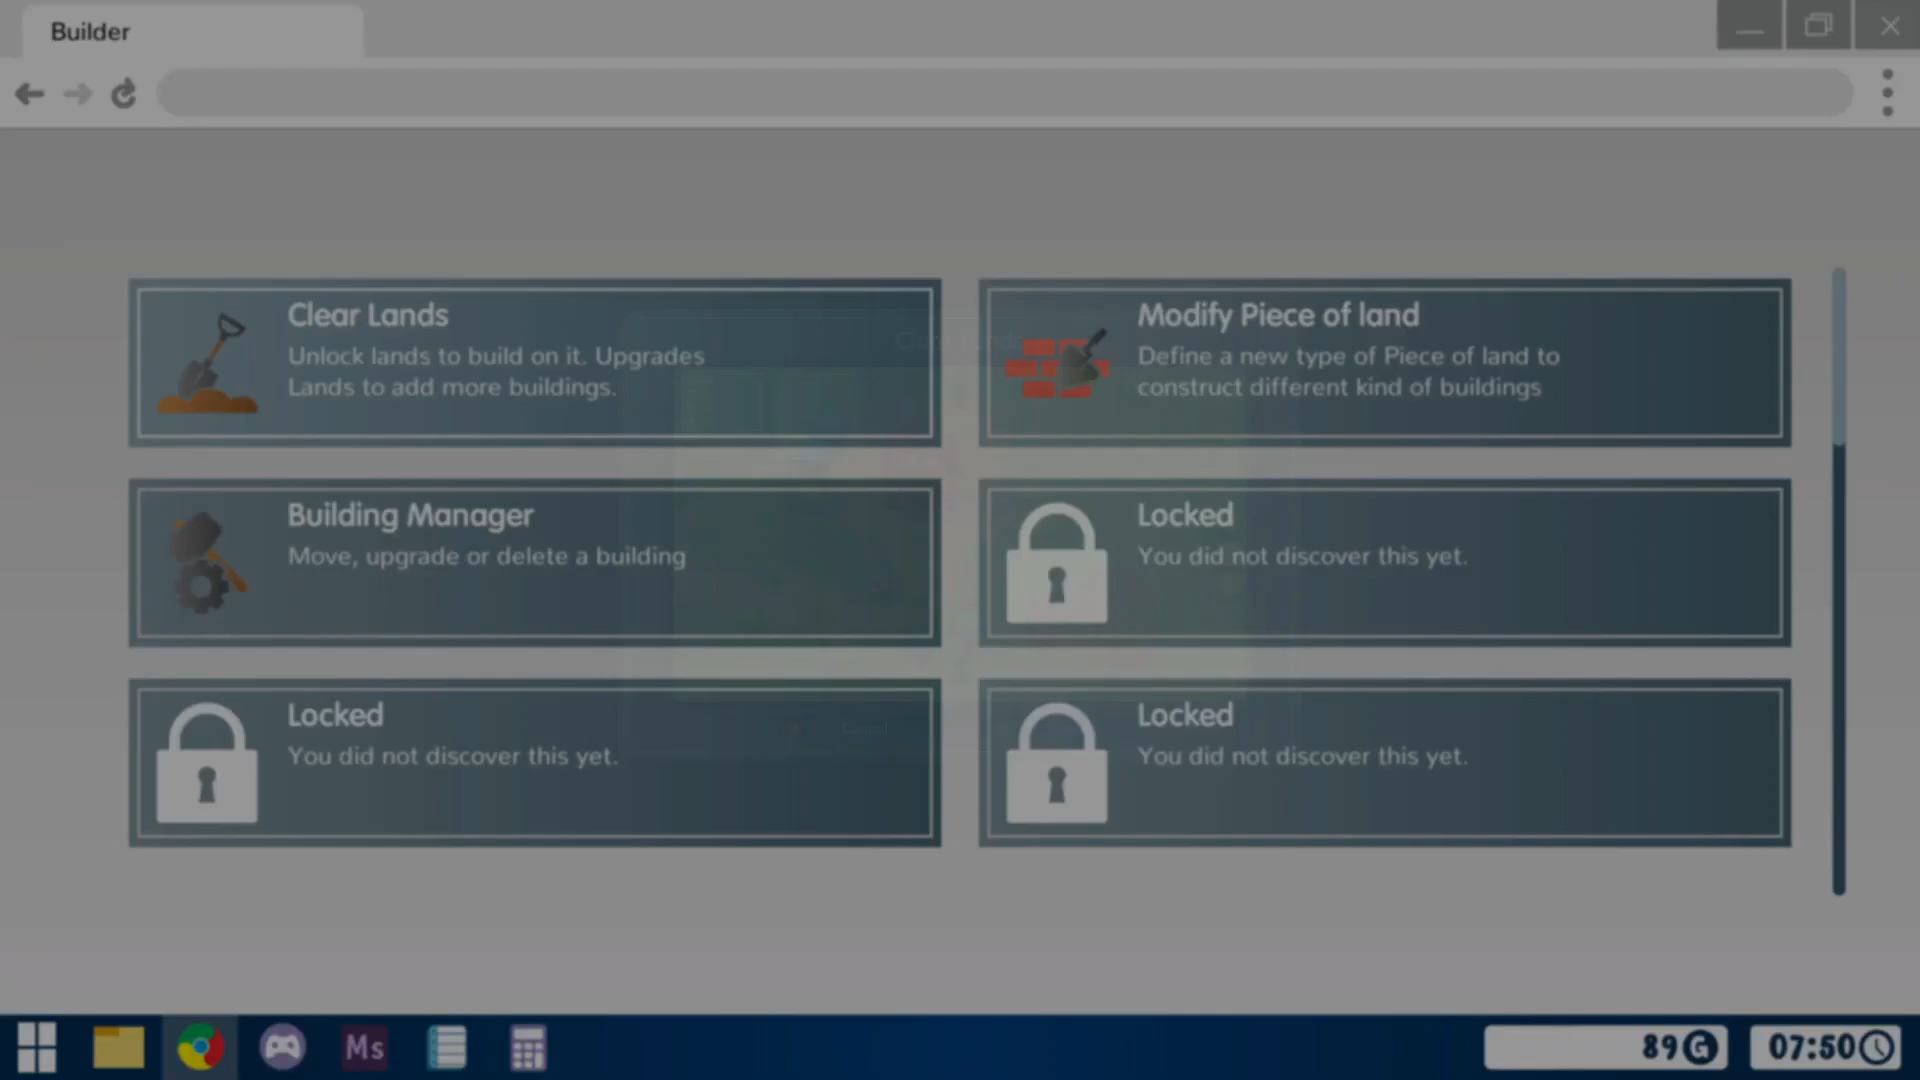 Builder
Clear Lands
Unlock lands to build on it. Upgrades
Lands to add more buildings.
Modify Piece of land
Define a new type of Piece of land to
construct different kind of buildings
Building Manager
Move, upgrade or delete a building
Locked
You did not discover this yet.
Locked
You did not discover this yet.
Locked
You did not discover this yet.
Cancel
Ms
89 G
07:50